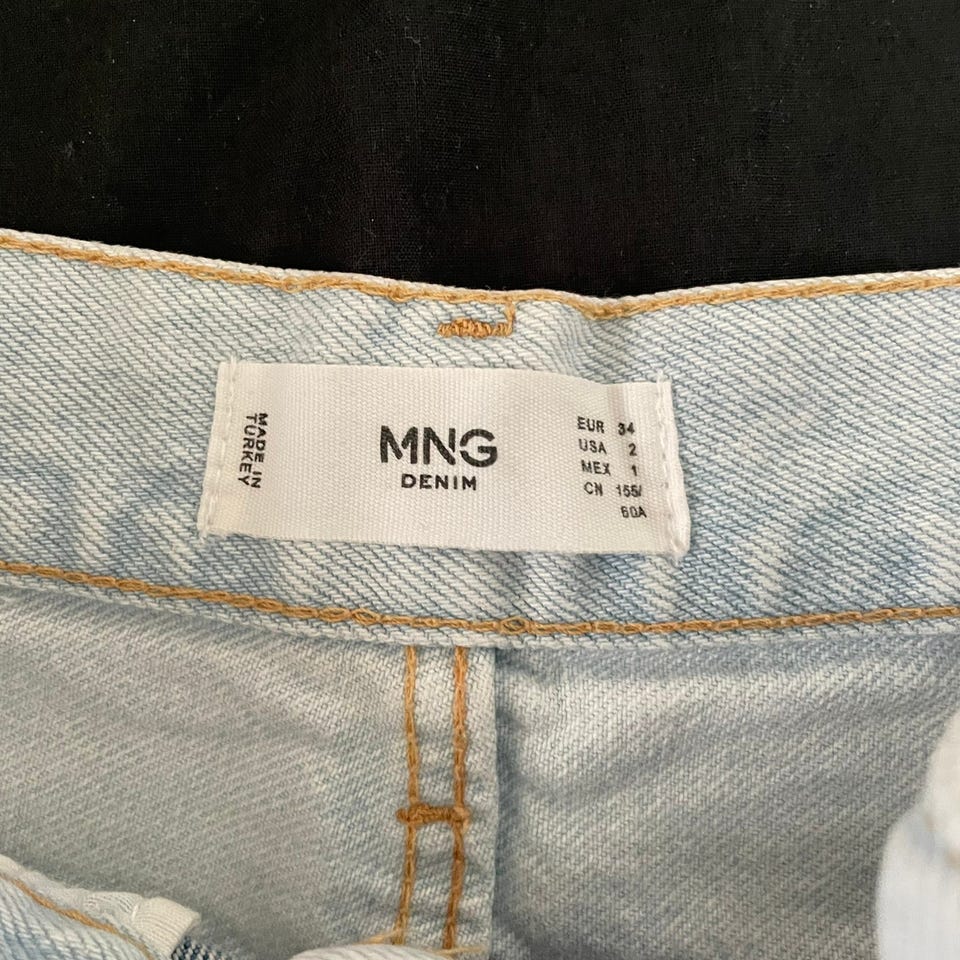 MADE IN
TURKEY
MNG
DENIM
EUR 34
USA 2
MEX 1
CN 155/
60A